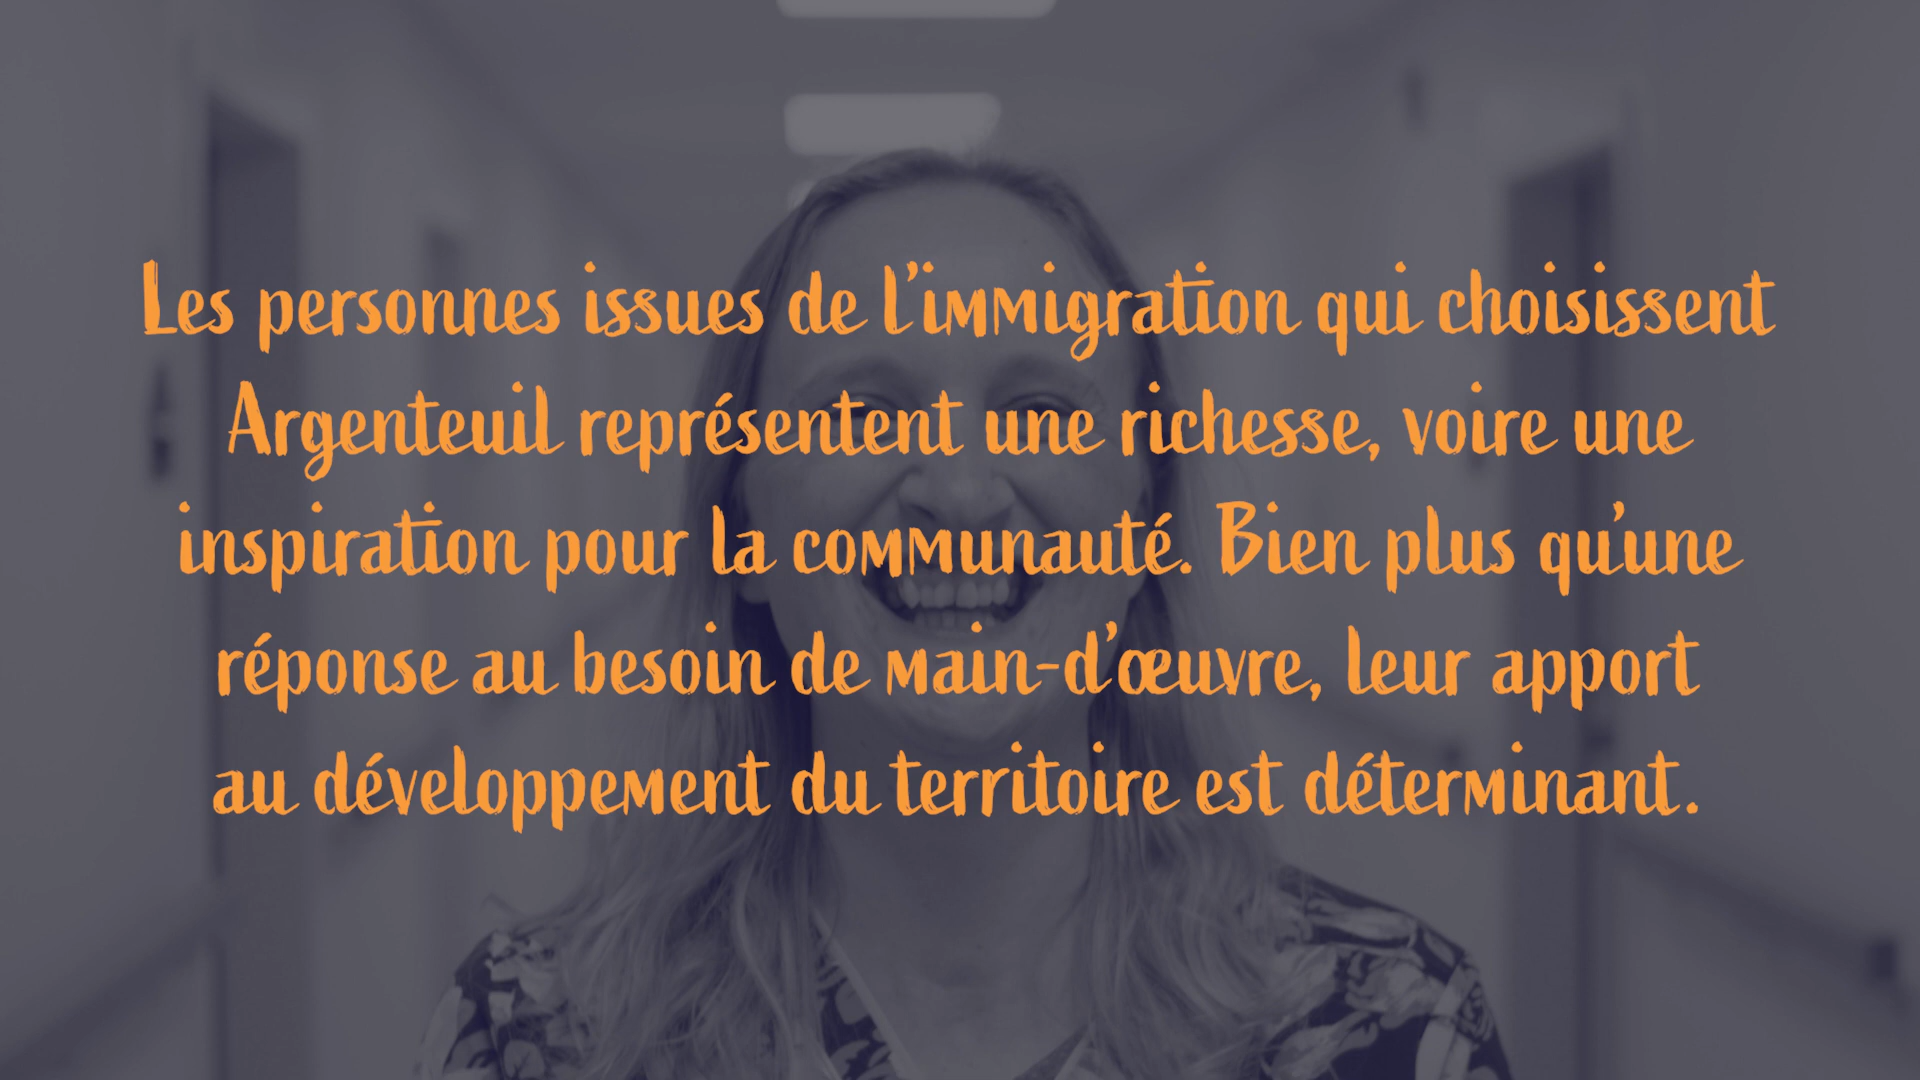 Les personnes issues de l'immigration qui choisissent
Argenteuil représentent une richesse, voire une
inspiration pour la communauté. Bien plus qu'une
réponse au besoin de main-d'œuvre, leur apport
au développement du territoire est déterminant.